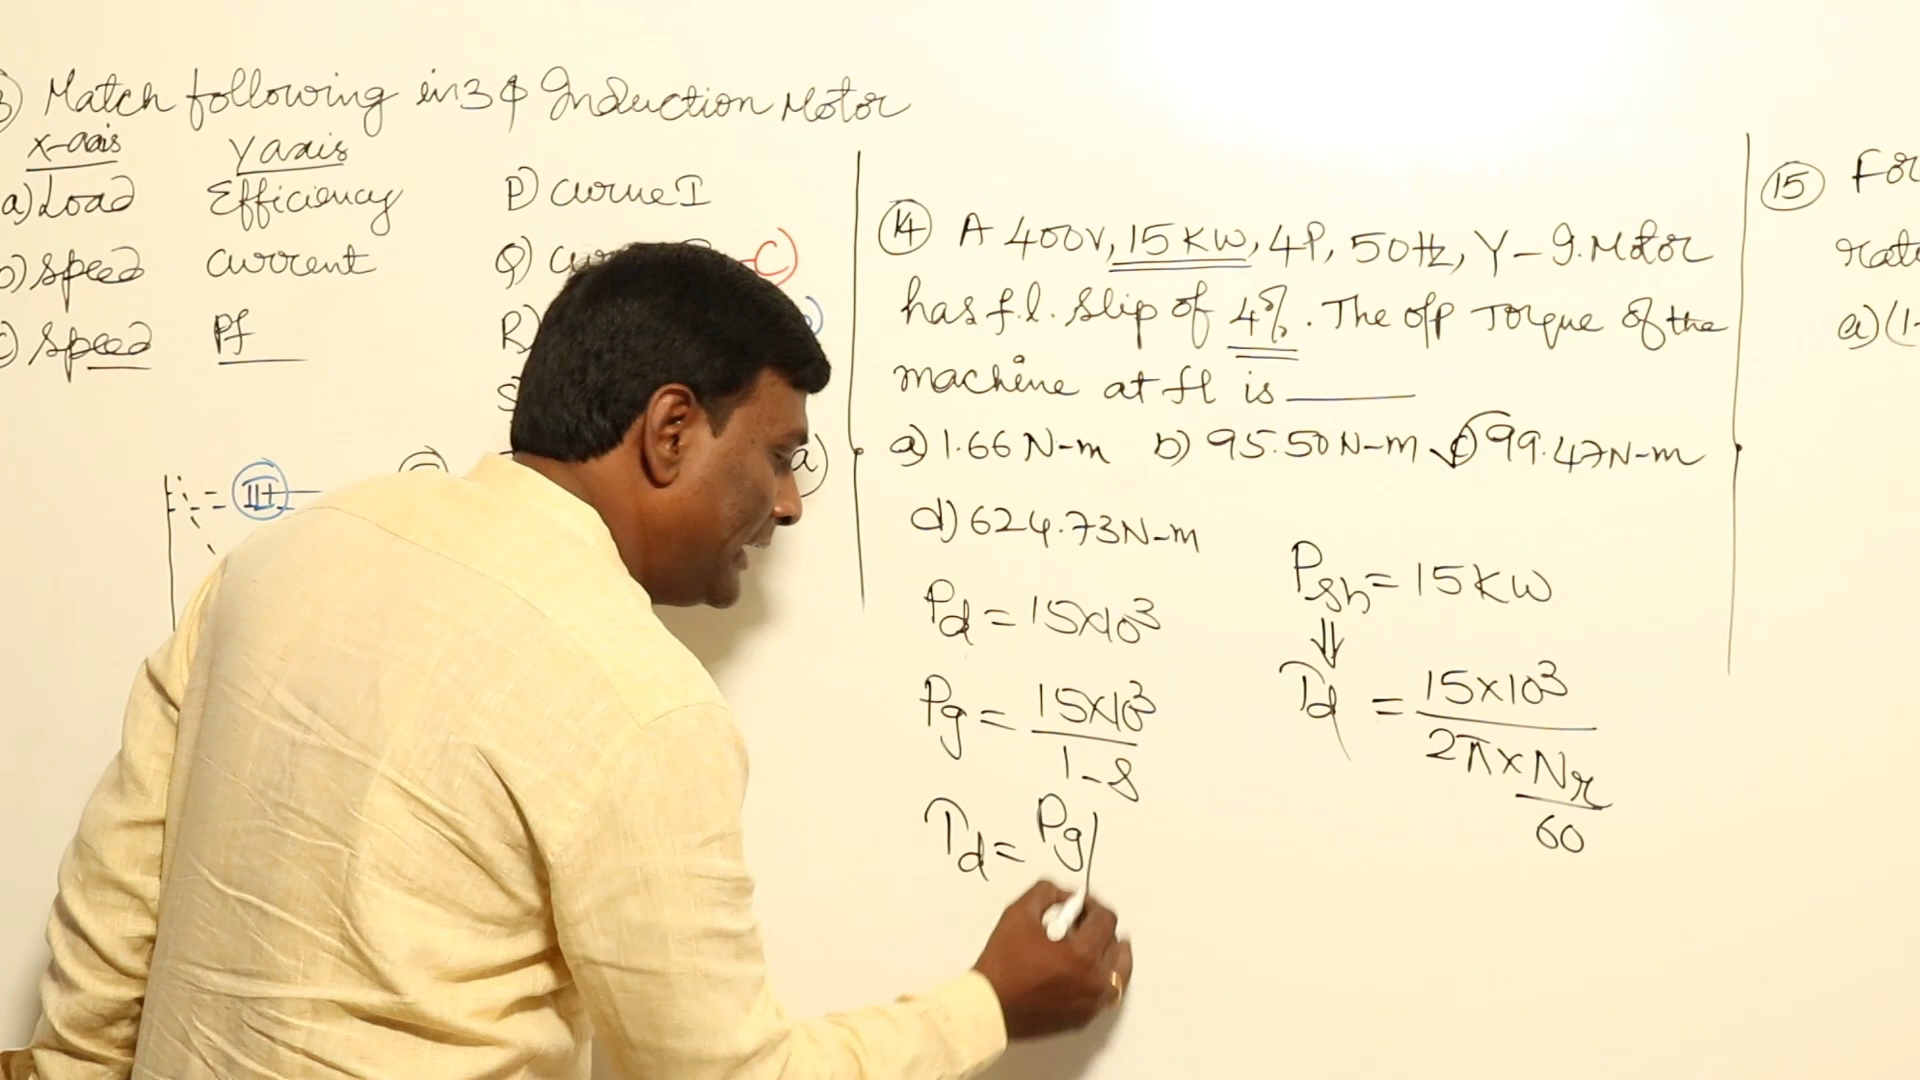 Match following in 3ϕ Induction Motor
x-axis Y axis
a) Load Efficiency P) Curve I
b) Speed Current Q)
c) Speed Pf R)
S
C)
a)
III
14 A 400V, 15 KW, 4P, 50Hz, Y - I. Motor
has f.l. slip of 4%. The o/p Torque of the
machine at fl is ______
a) 1.66 N-m b) 95.50 N-m c) 99.47 N-m
d) 624.73 N-m
Pd = 15×10³
Pg = 15×10³ / 1-s
Td = Pg /
Psh = 15 KW
⇓
Td = 15×10³ / 2π × Nr / 60
15 For
a) (1-